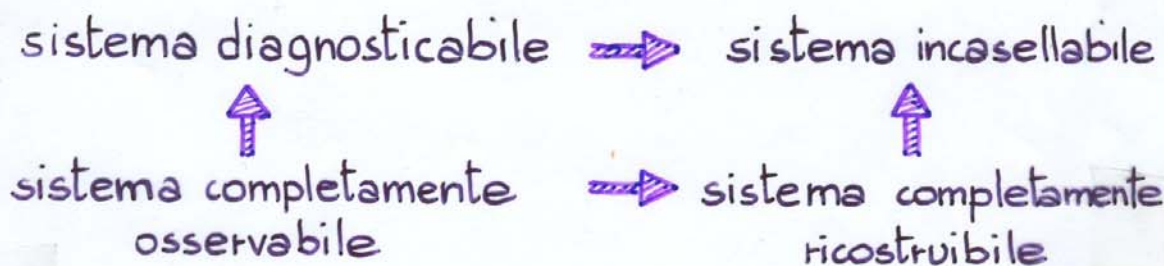 sistema diagnosticabile sistema incasellabile
sistema completamente sistema completamente
osservabile ricostruibile